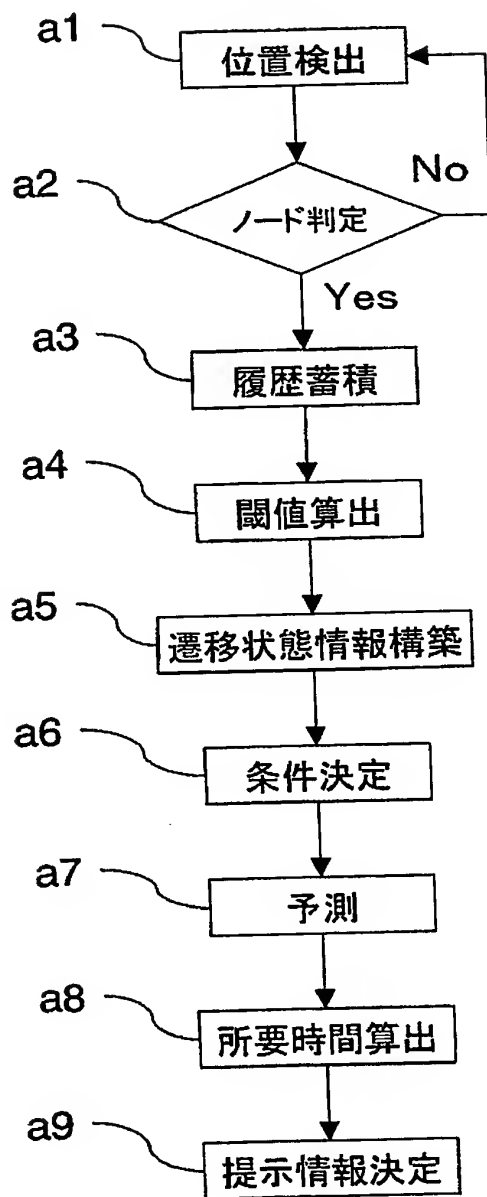 a1
位置検出
a2
ノード判定
No
Yes
a3
履歴蓄積
a4
閾値算出
a5
遷移状態情報構築
a6
条件決定
a7
予測
a8
所要時間算出
a9
提示情報決定